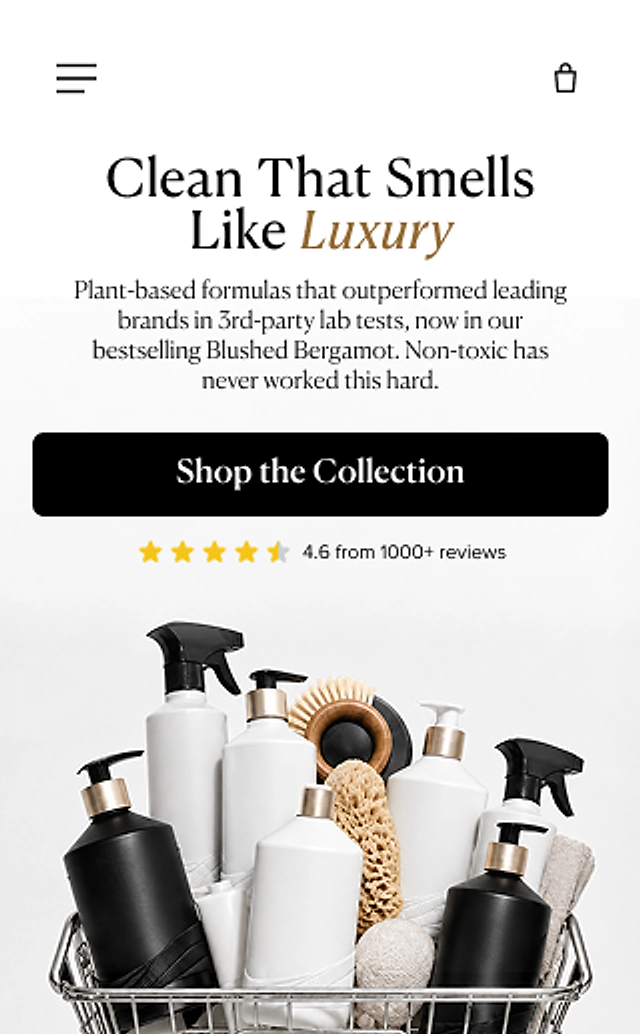 Clean That Smells
Like Luxury
Plant-based formulas that outperformed leading
brands in 3rd-party lab tests, now in our
bestselling Blushed Bergamot. Non-toxic has
never worked this hard.
Shop the Collection
4.6 from 1000+ reviews